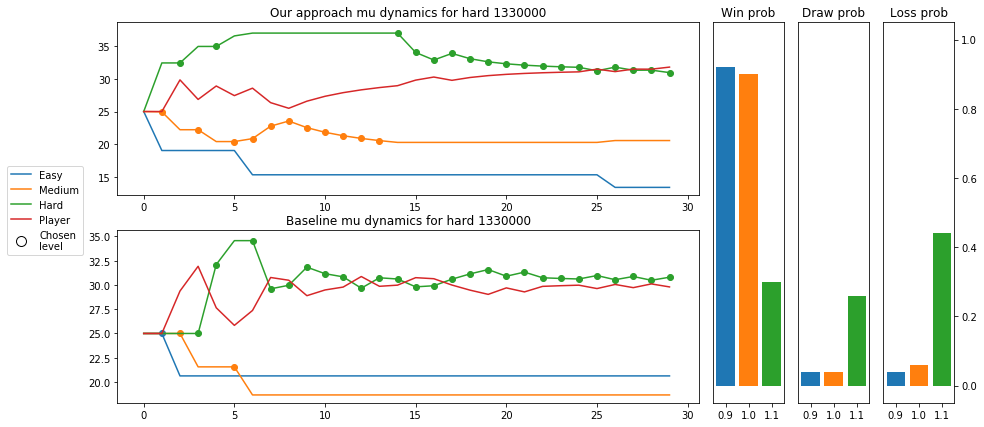 Our approach mu dynamics for hard 1330000
Win prob
Draw prob
Loss prob
35
30
25
20
15
0
5
10
15
20
25
30
Easy
Medium
Hard
Player
Chosen
level
Baseline mu dynamics for hard 1330000
35.0
32.5
30.0
27.5
25.0
22.5
20.0
0
5
10
15
20
25
30
0.9 1.0 1.1
0.9 1.0 1.1
0.9 1.0 1.1
1.0
0.8
0.6
0.4
0.2
0.0